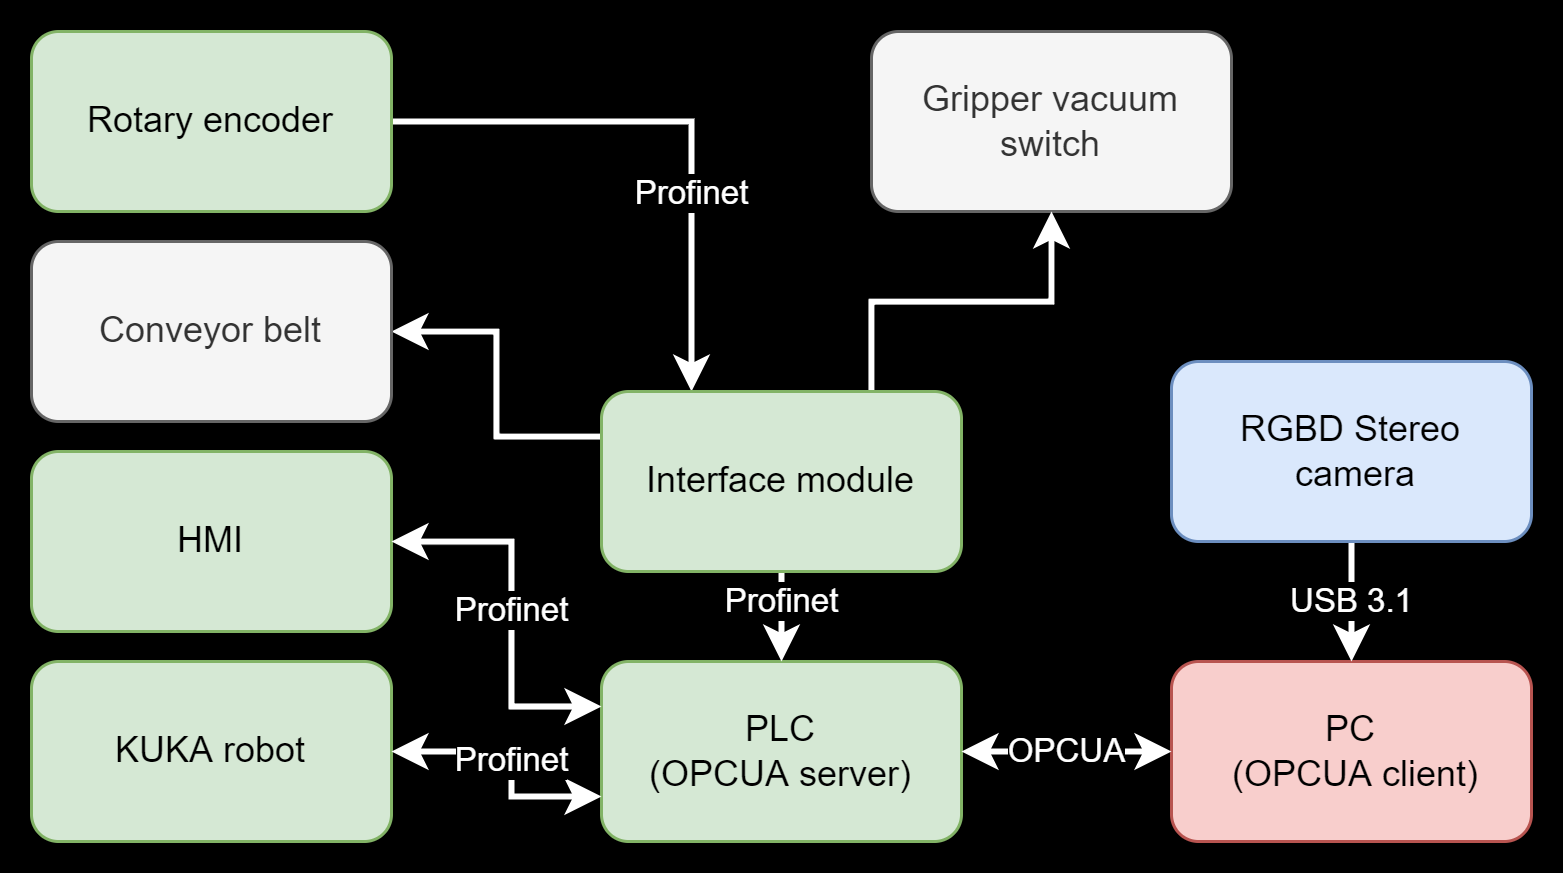 Rotary encoder
Gripper vacuum
switch
Profinet
Conveyor belt
RGBD Stereo
camera
Interface module
HMI
Profinet
Profinet
USB 3.1
KUKA robot
Profinet
PLC
(OPCUA server)
OPCUA
PC
(OPCUA client)